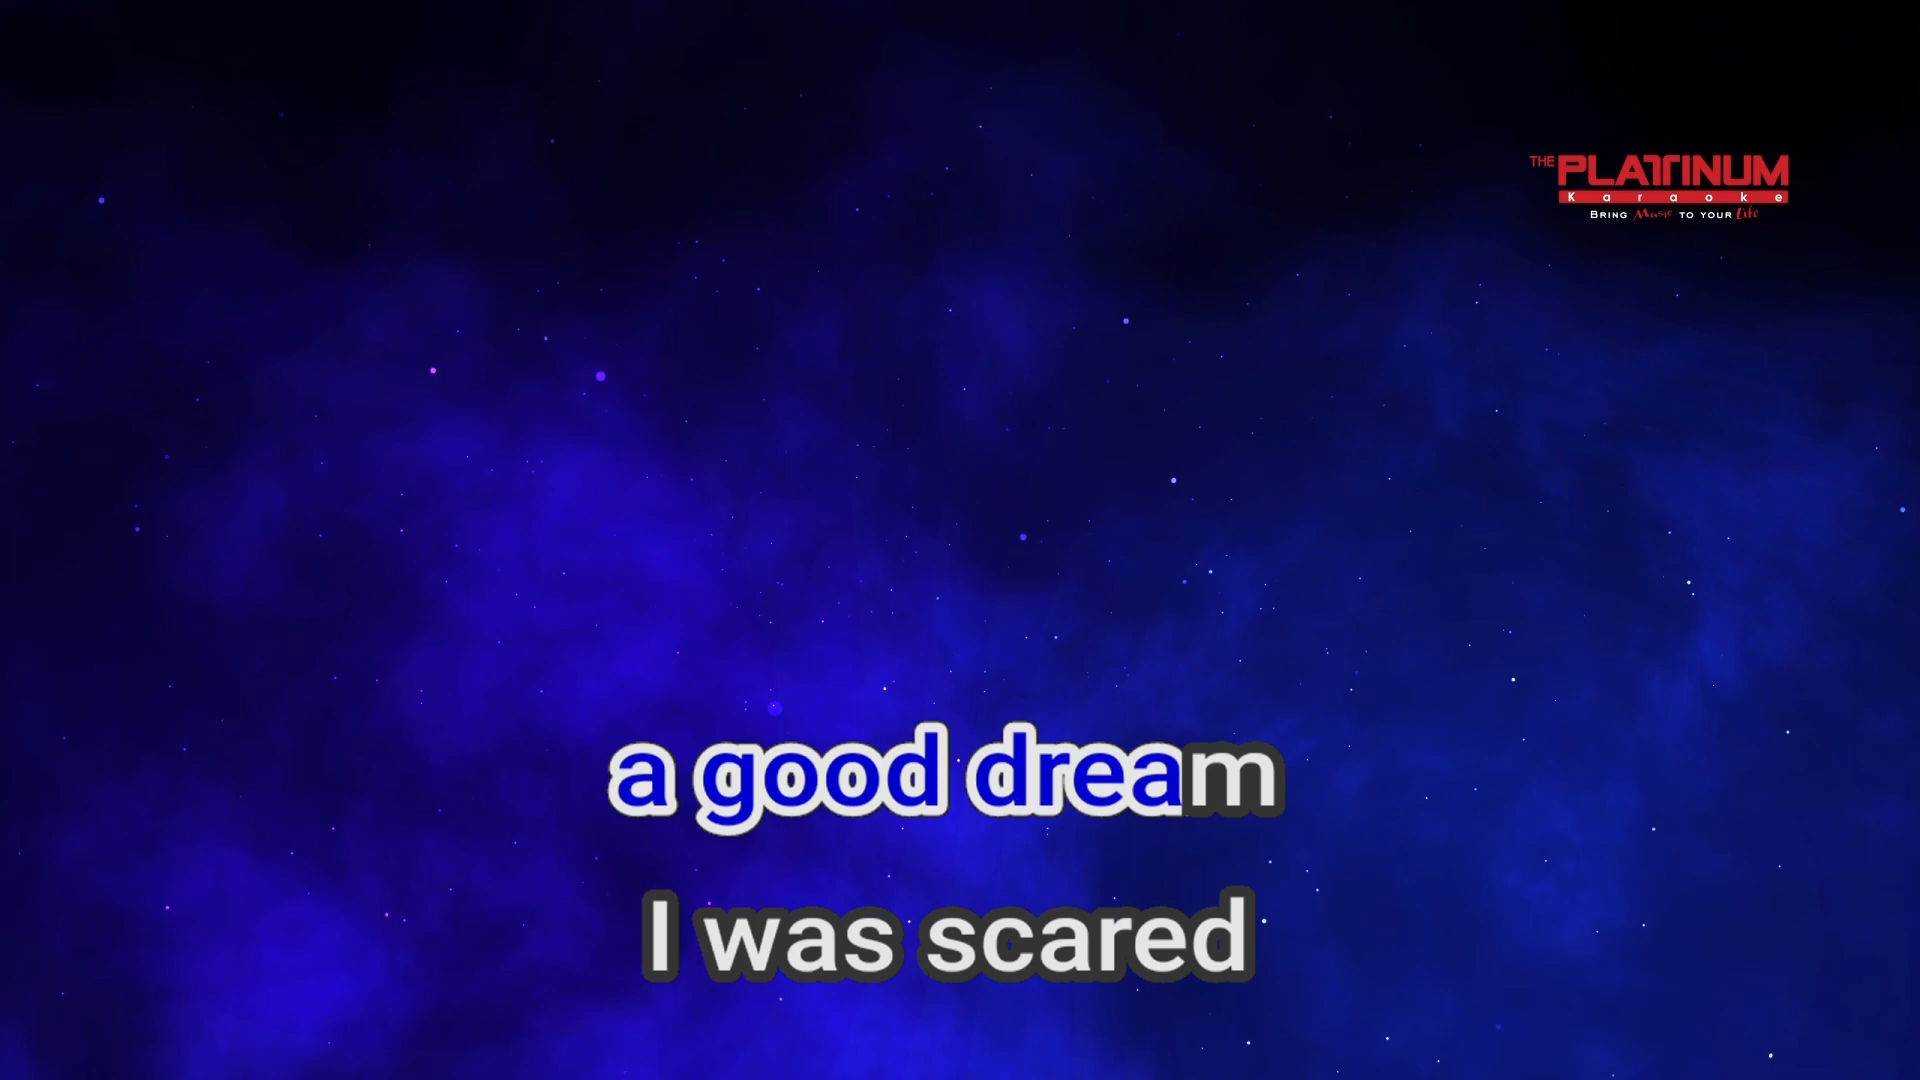 THE PLATINUM
Karaoke
BRING Music TO YOUR Life
a good dream
I was scared